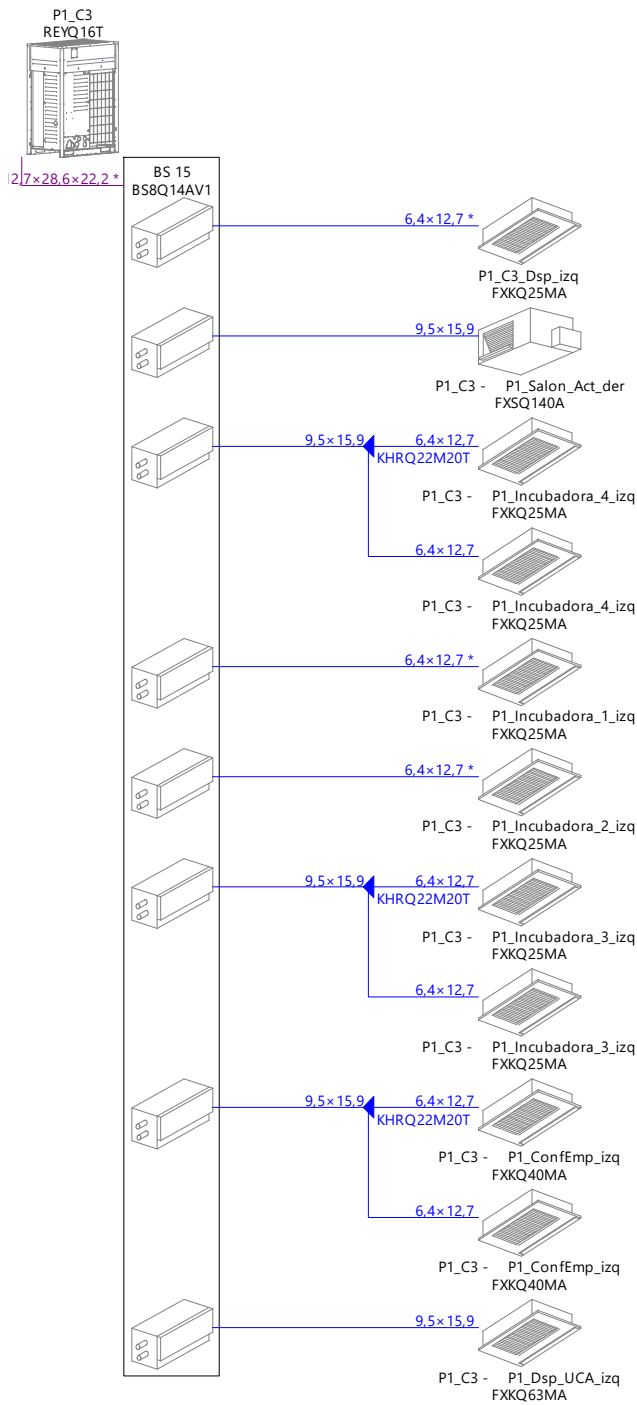 P1_C3
REYQ16T
2,7×28,6×22,2 *
BS 15
BS8Q14AV1
6,4×12,7 *
P1_C3_Dsp_izq
FXKQ25MA
9,5×15,9
P1_C3 - P1_Salon_Act_der
FXSQ140A
9,5×15,9 6,4×12,7
KHRQ22M20T
P1_C3 - P1_Incubadora_4_izq
FXKQ25MA
6,4×12,7
P1_C3 - P1_Incubadora_4_izq
FXKQ25MA
6,4×12,7 *
P1_C3 - P1_Incubadora_1_izq
FXKQ25MA
6,4×12,7 *
P1_C3 - P1_Incubadora_2_izq
FXKQ25MA
9,5×15,9 6,4×12,7
KHRQ22M20T
P1_C3 - P1_Incubadora_3_izq
FXKQ25MA
6,4×12,7
P1_C3 - P1_Incubadora_3_izq
FXKQ25MA
9,5×15,9 6,4×12,7
KHRQ22M20T
P1_C3 - P1_ConfEmp_izq
FXKQ40MA
6,4×12,7
P1_C3 - P1_ConfEmp_izq
FXKQ40MA
9,5×15,9
P1_C3 - P1_Dsp_UCA_izq
FXKQ63MA